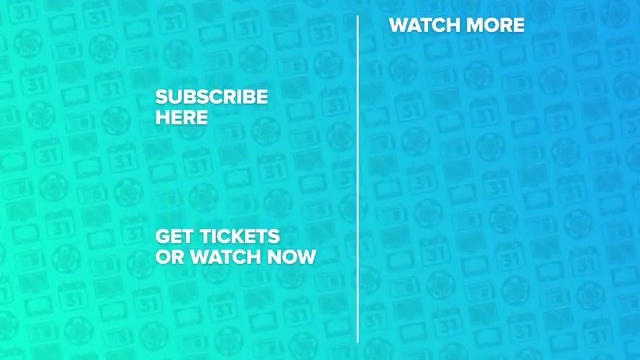 WATCH MORE
SUBSCRIBE
HERE
GET TICKETS
OR WATCH NOW